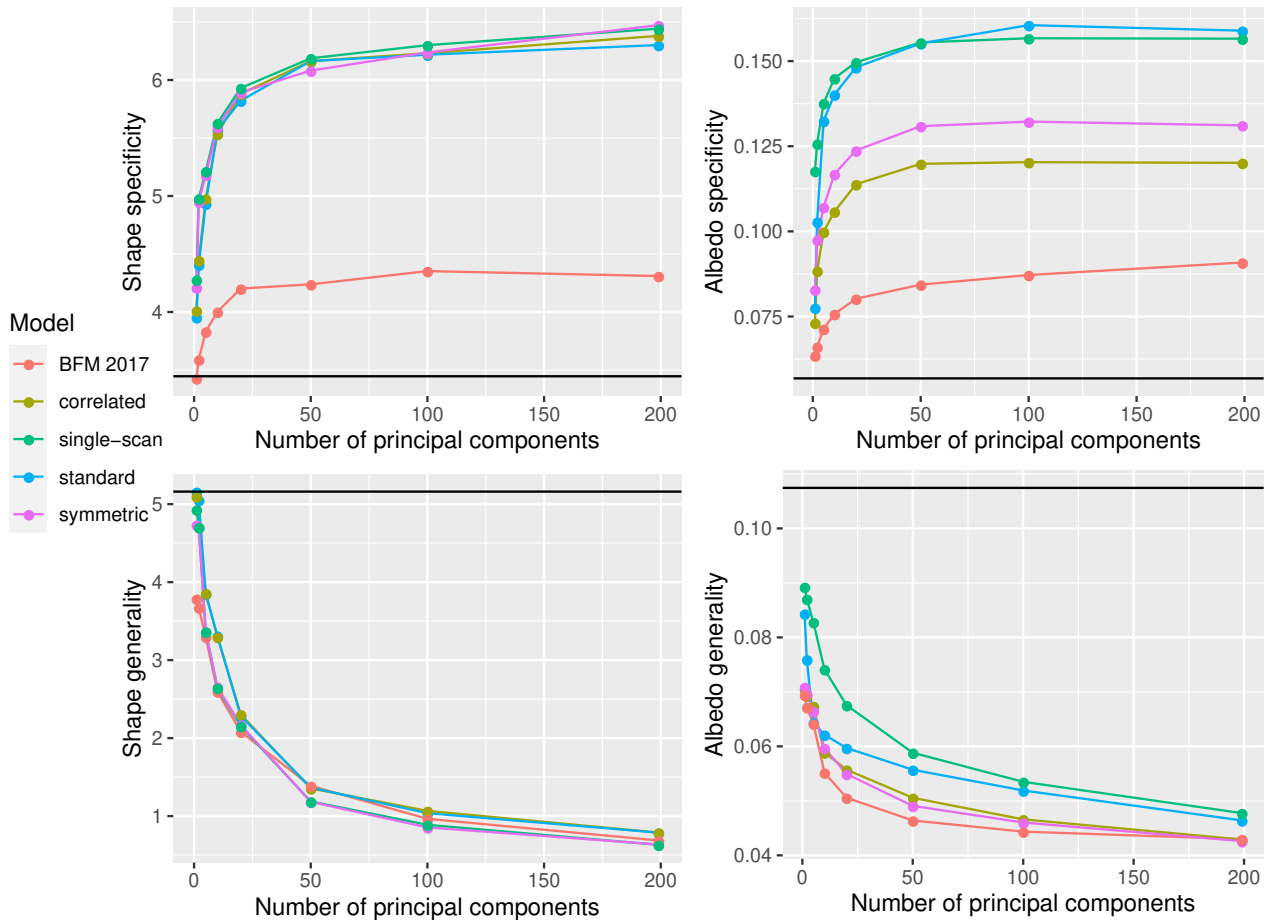 Shape specificity
6
5
4
0
50
100
150
200
Number of principal components
Albedo specificity
0.150
0.125
0.100
0.075
0
50
100
150
200
Number of principal components
Model
BFM 2017
correlated
single−scan
standard
symmetric
Shape generality
5
4
3
2
1
0
50
100
150
200
Number of principal components
Albedo generality
0.10
0.08
0.06
0.04
0
50
100
150
200
Number of principal components